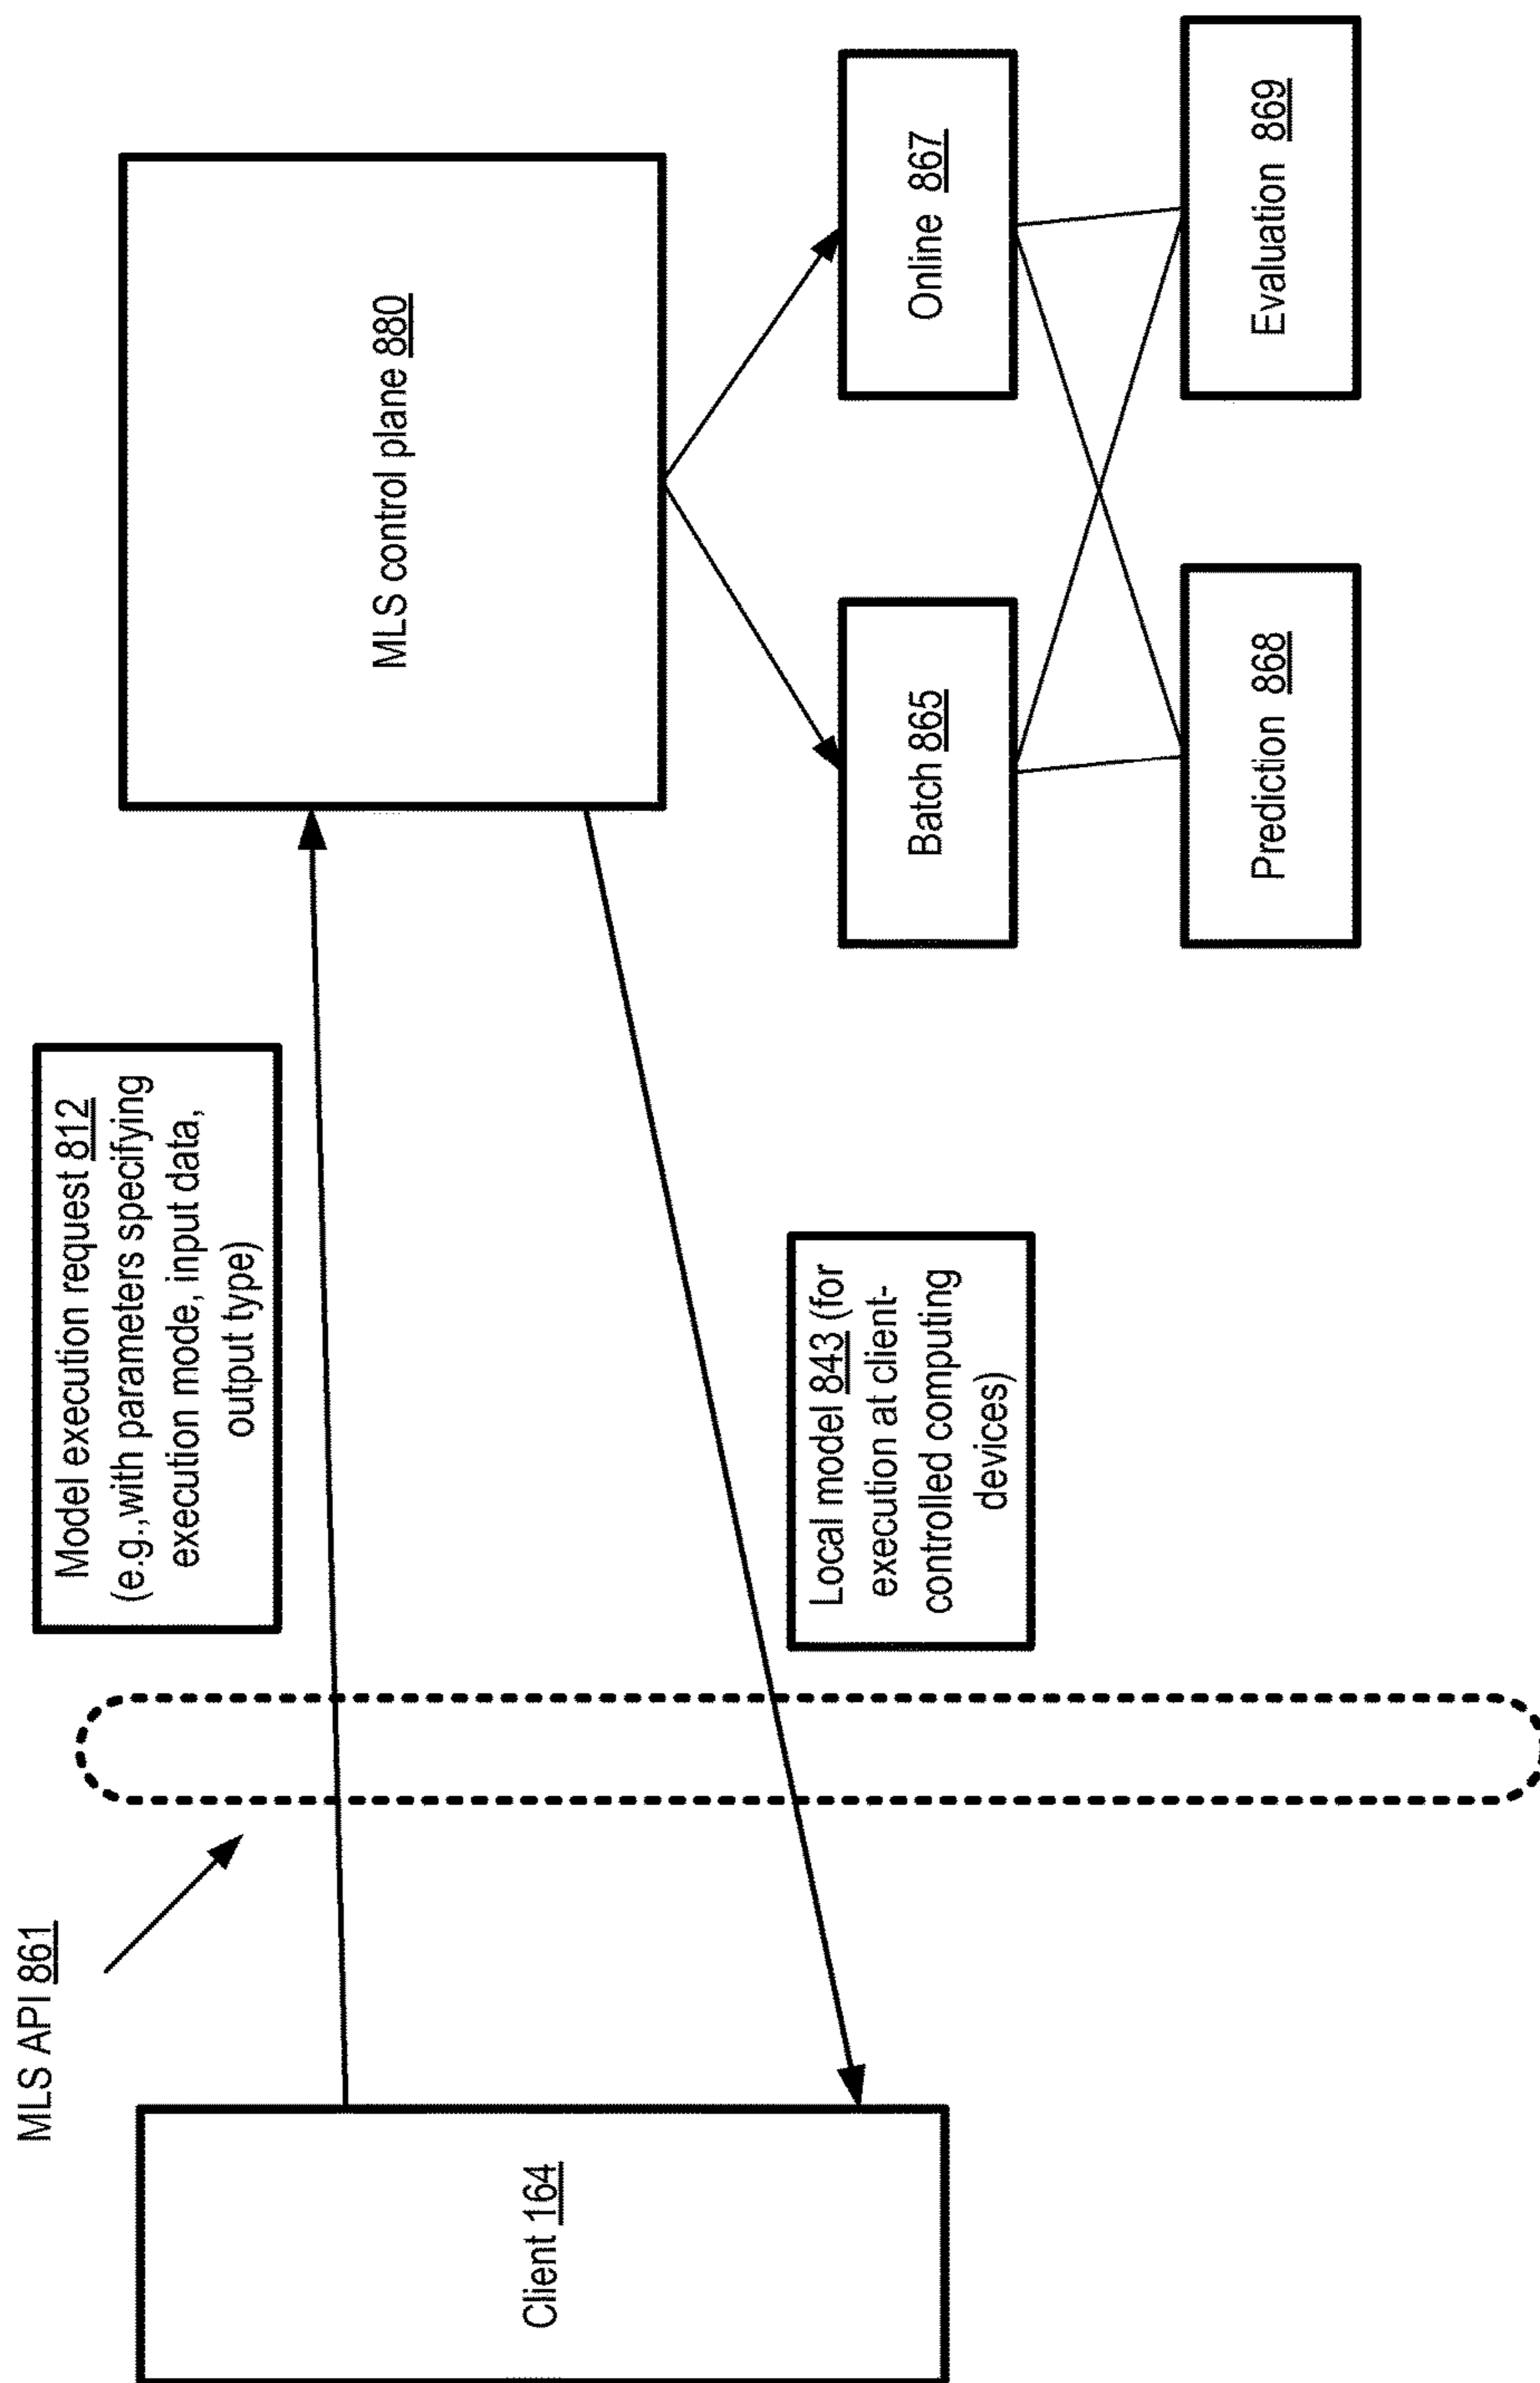 MLS API 861
Model execution request 812
(e.g.,with parameters specifying
execution mode, input data,
output type)
MLS control plane 880
Client 164
Local model 843 (for
execution at client-
controlled computing
devices)
Batch 865
Online 867
Prediction 868
Evaluation 869